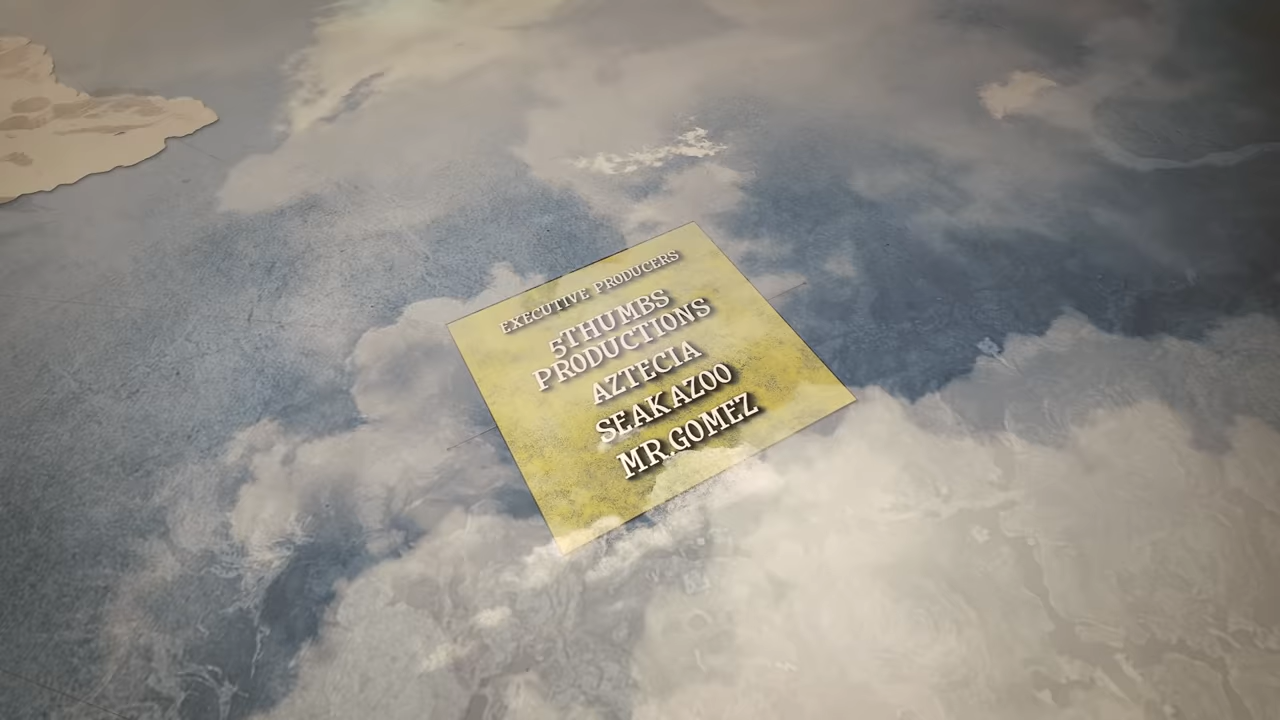 EXECUTIVE PRODUCERS
5THUMBS
PRODUCTIONS
AZTECIA
SEAKAZOO
MR.GOMEZ